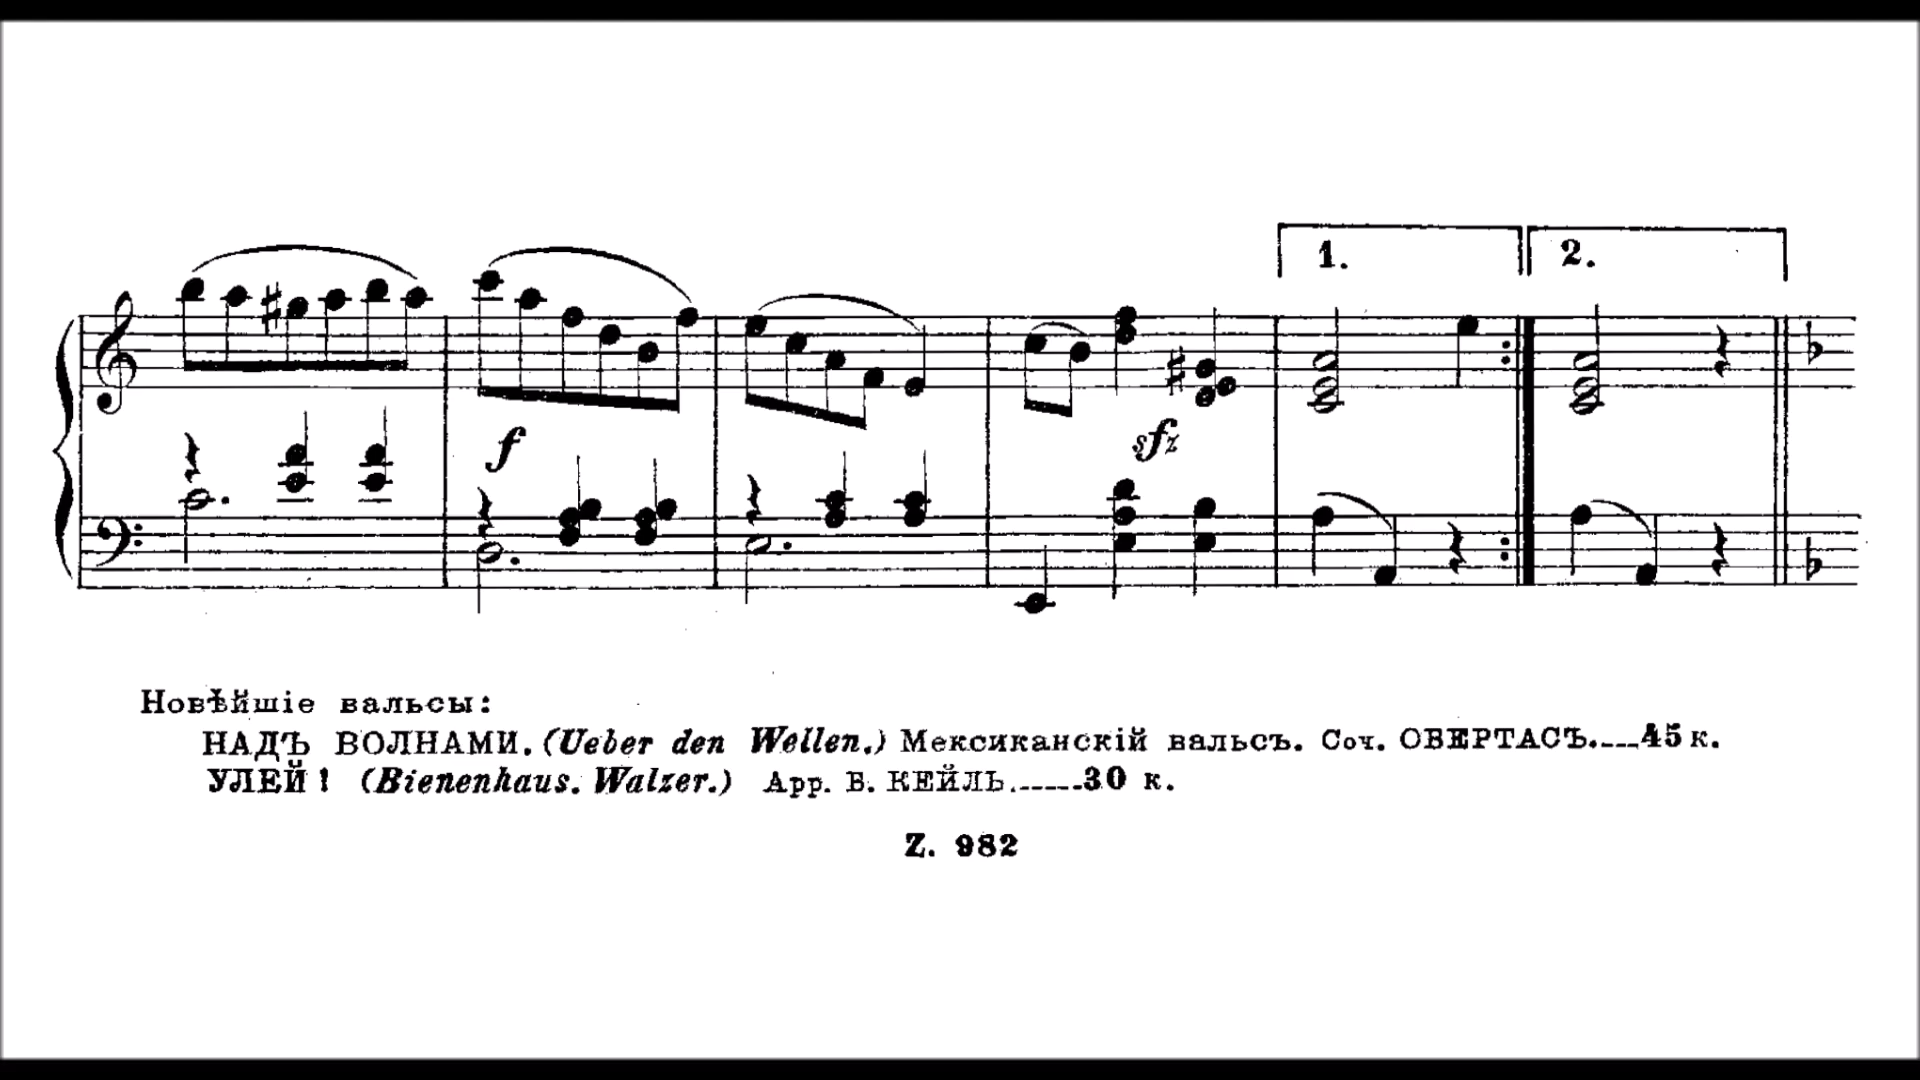 1. 2.
f sfz
Новѣйшіе вальсы:
НАДЪ ВОЛНАМИ. (Ueber den Wellen.) Мексиканскій вальсъ. Соч. ОВЕРТАСЪ.___45 к.
УЛЕЙ! (Bienenhaus. Walzer.) Арр. Б. КЕЙЛЬ.-----30 к.
Z. 982